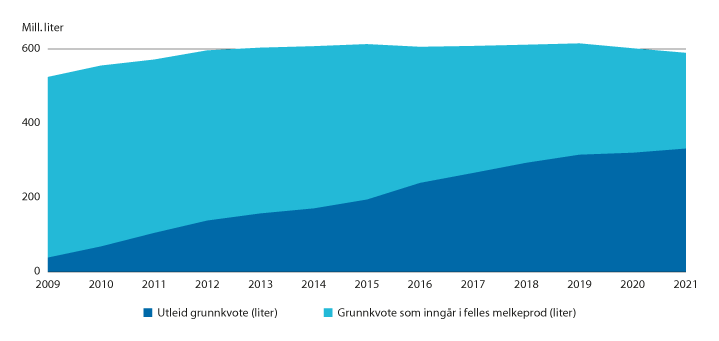 Mill. liter
600
400
200
0
2009 2010 2011 2012 2013 2014 2015 2016 2017 2018 2019 2020 2021
Utleid grunnkvote (liter) Grunnkvote som inngår i felles melkeprod (liter)